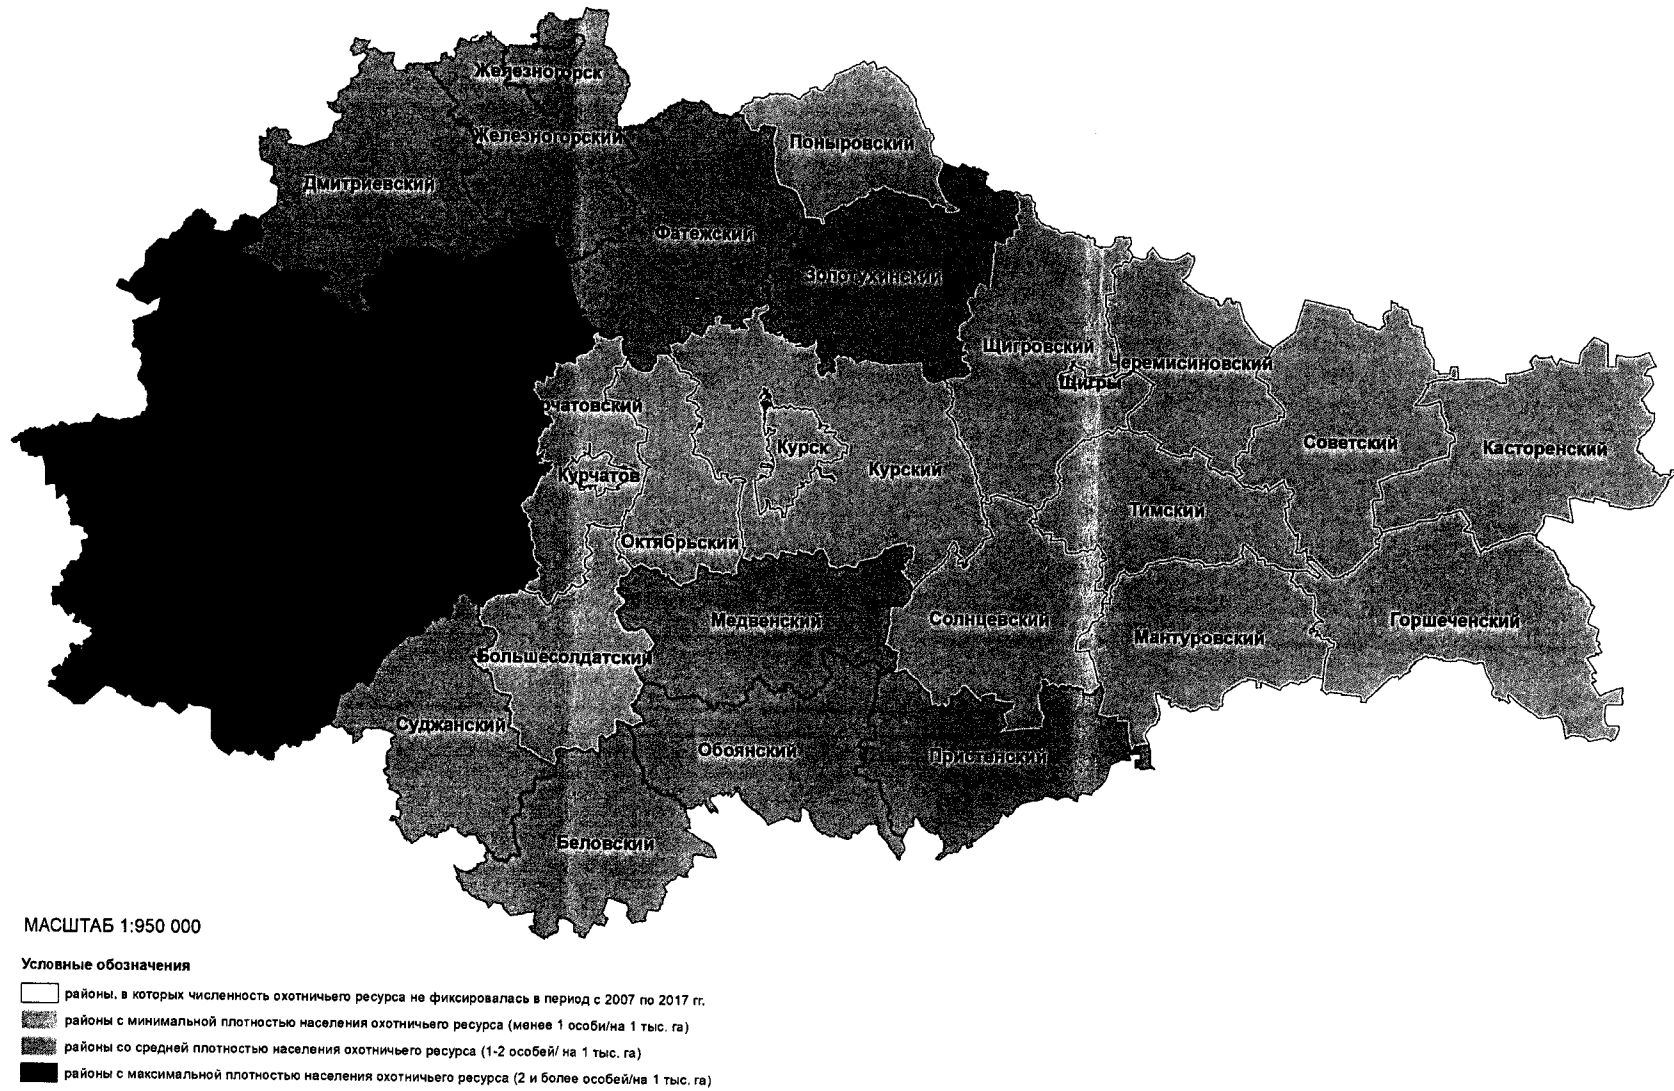 Железногорск
Железногорский
Поныровский
Дмитриевский
Фатежский
Золотухинский
Щигровский
Черемисиновский
Щигры
рчатовский
Советский
Касторенский
Курск
Курский
Курчатов
Тимский
Октябрьский
Медвенский
Солнцевский
Горшеченский
Мантуровский
Большесолдатский
Суджанский
Обоянский
Пристенский
Беловский
МАСШТАБ 1:950 000
Условные обозначения
районы, в которых численность охотничьего ресурса не фиксировалась в период с 2007 по 2017 гг.
районы с минимальной плотностью населения охотничьего ресурса (менее 1 особи/на 1 тыс. га)
районы со средней плотностью населения охотничьего ресурса (1-2 особей/ на 1 тыс. га)
районы с максимальной плотностью населения охотничьего ресурса (2 и более особей/на 1 тыс. га)